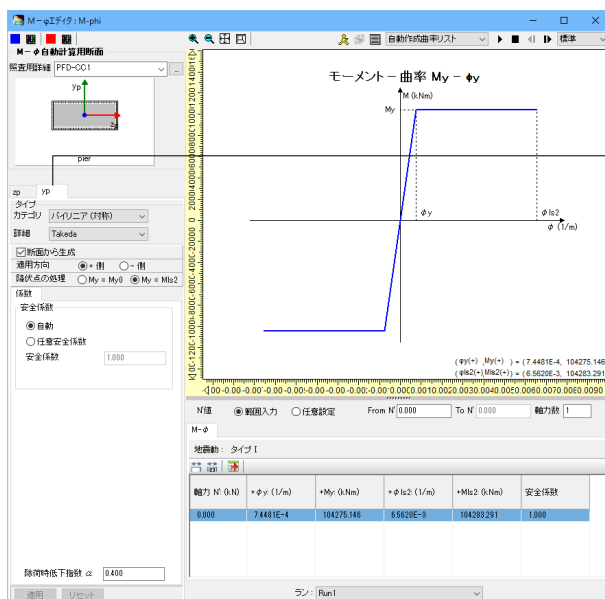 M-φエディタ : M-phi
M-φ自動計算用断面
照査用詳細 PFD-CC1 ...
yp
zp
pier
zp yp
タイプ
カテゴリ バイリニア (対称)
詳細 Takeda
断面から生成
適用方向 + 側 - 側
降伏点の処理 My = My0 My = Mls2
係数
安全係数
自動
任意安全係数
安全係数 1.000
除荷時低下指数 α 0.400
適用 リセット
自動作成曲率リスト 標準
モーメント-曲率 My - φy
M (kNm)
My
φy
φls2
φ (1/m)
( φy(+) ,My(+) ) = (7.4481E-4, 104275.146
( φls2(+),Mls2(+) ) = (6.5620E-3, 104283.291
N'値 範囲入力 任意設定 From N' 0.000 To N' 0.000 軸力数 1
M-φ
地震動: タイプ I
軸力 N': (kN) +φy: (1/m) +My: (kNm) +φls2: (1/m) +Mls2: (kNm) 安全係数
0.000 7.4481E-4 104275.146 6.5620E-3 104283.291 1.000
ラン: Run1